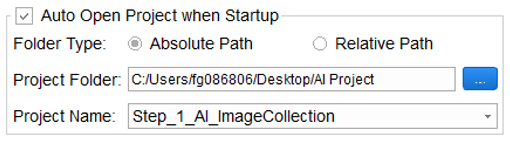 Auto Open Project when Startup
Folder Type: Absolute Path Relative Path
Project Folder: C:/Users/fg086806/Desktop/AI Project ...
Project Name: Step_1_AI_ImageCollection